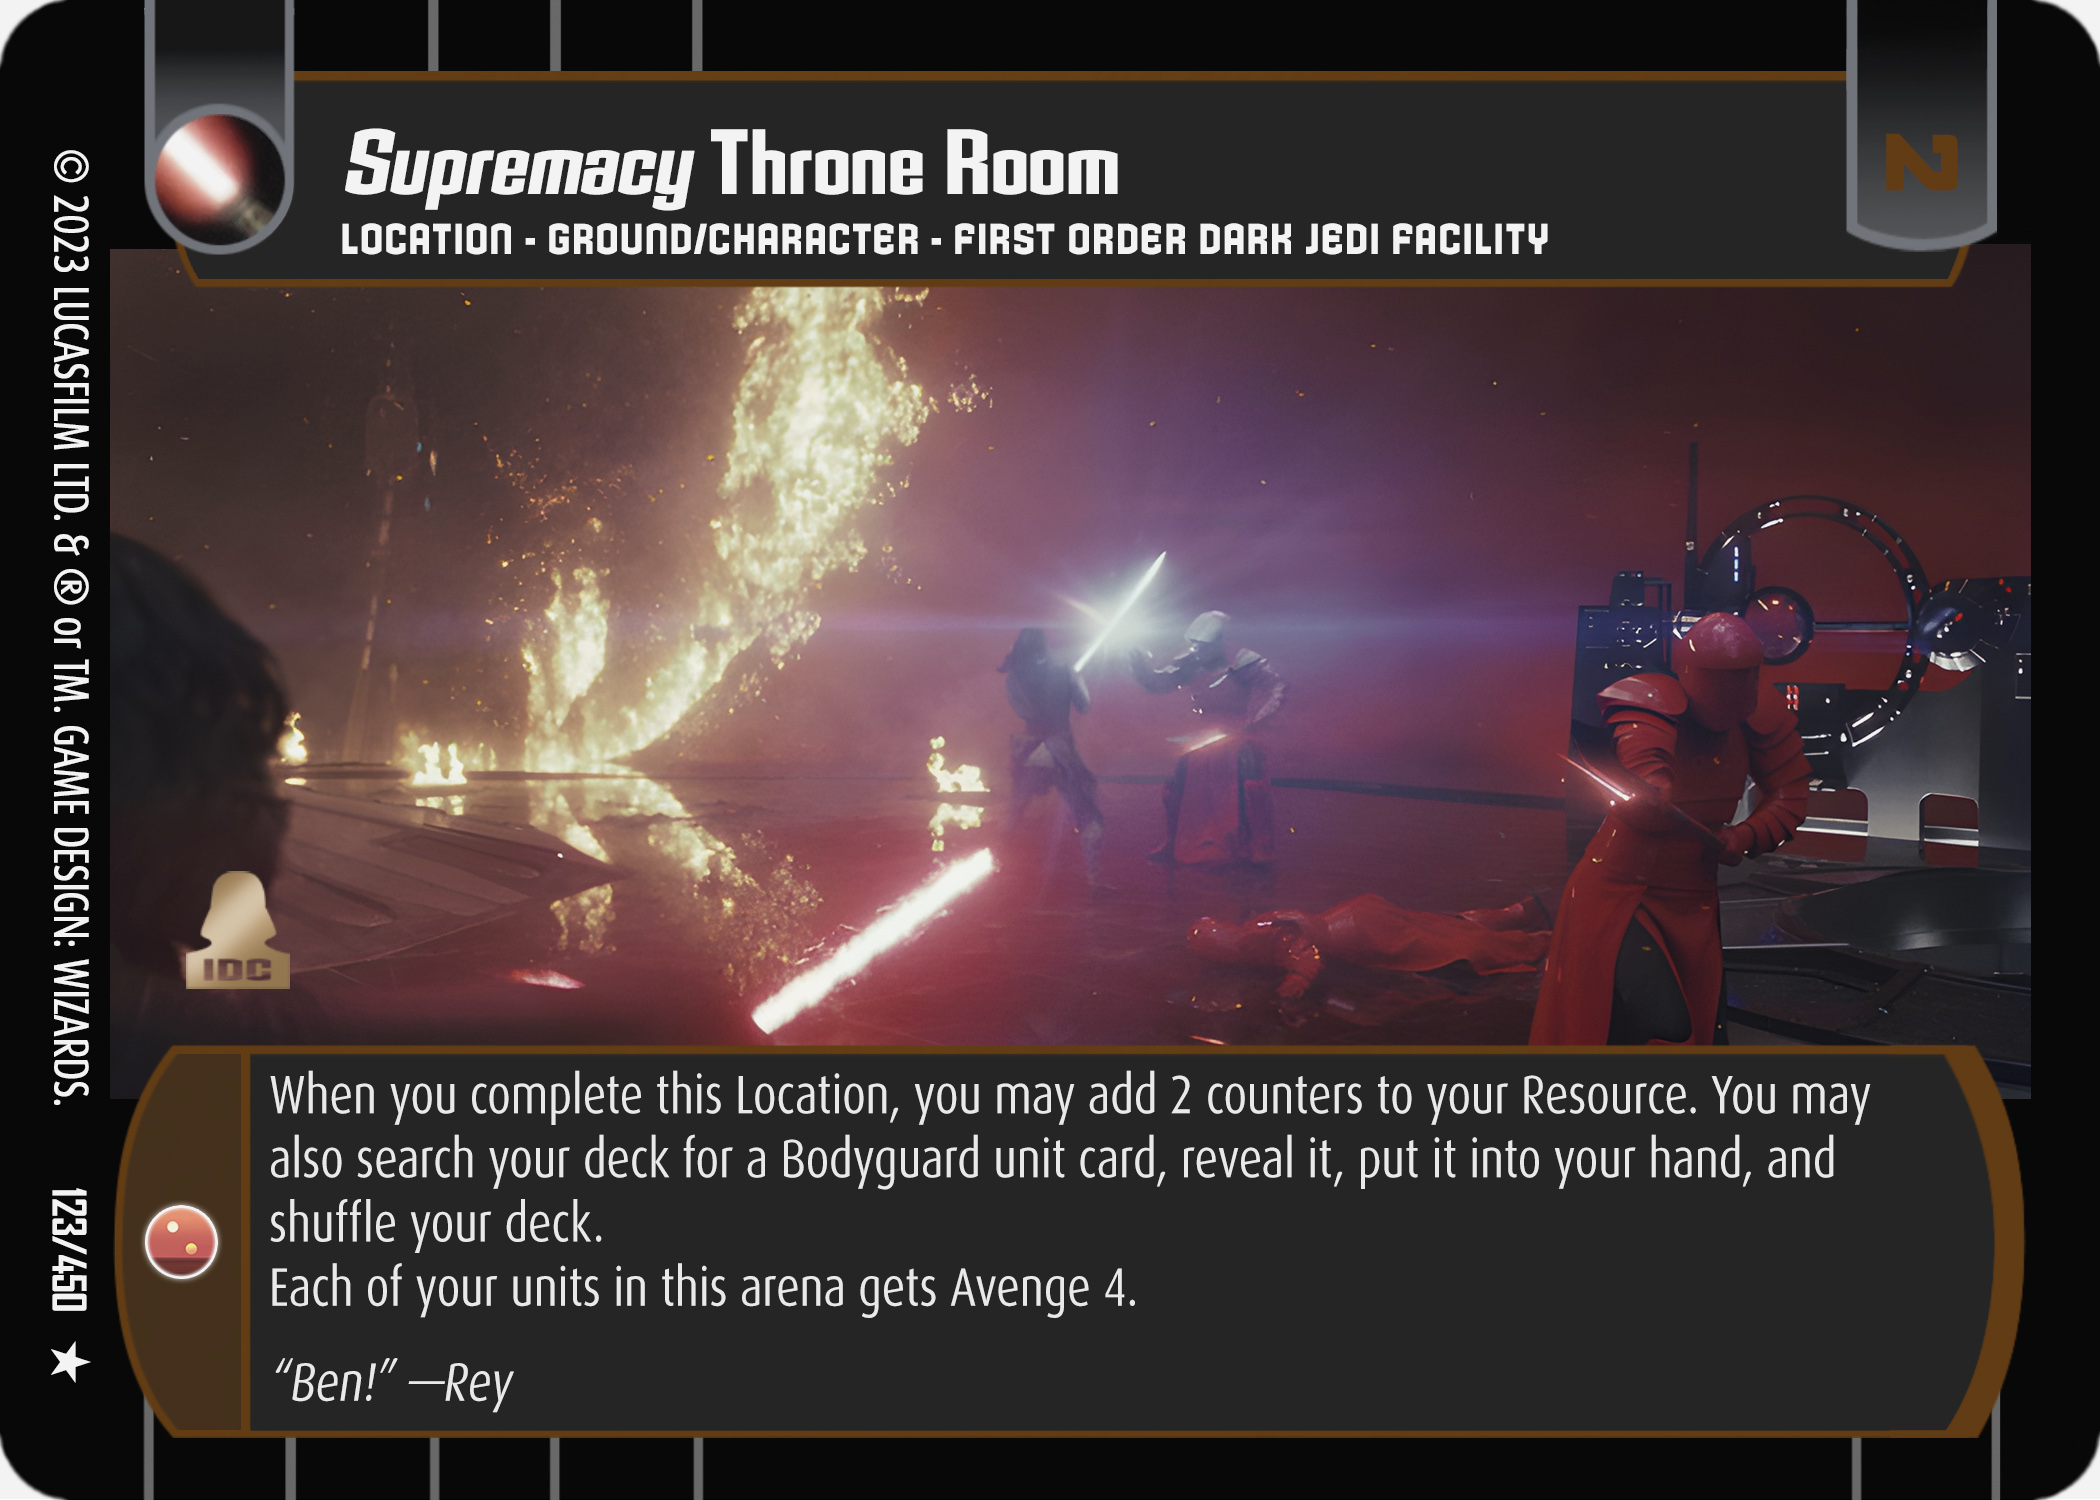 Supremacy Throne Room
LOCATION - GROUND/CHARACTER - FIRST ORDER DARK JEDI FACILITY
2
© 2023 LUCASFILM LTD. & ® or TM. GAME DESIGN: WIZARDS. 123/450 ★
IDC
When you complete this Location, you may add 2 counters to your Resource. You may
also search your deck for a Bodyguard unit card, reveal it, put it into your hand, and
shuffle your deck.
Each of your units in this arena gets Avenge 4.
“Ben!” —Rey